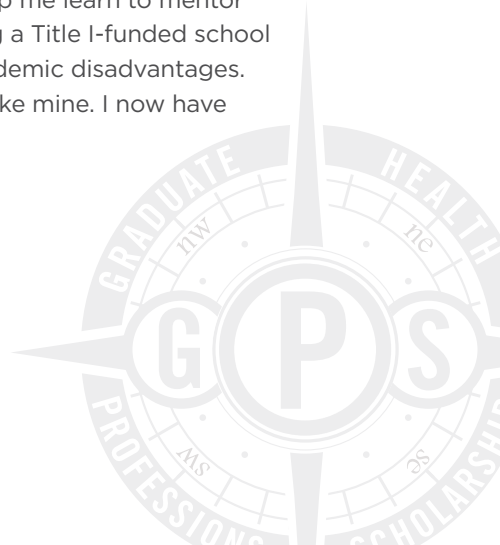 p me learn to mentor
g a Title I-funded school
demic disadvantages.
ke mine. I now have
GRADUATE HEALTH
nw ne
G P S
sw se
PROFESSIONS SCHOLARSHIP